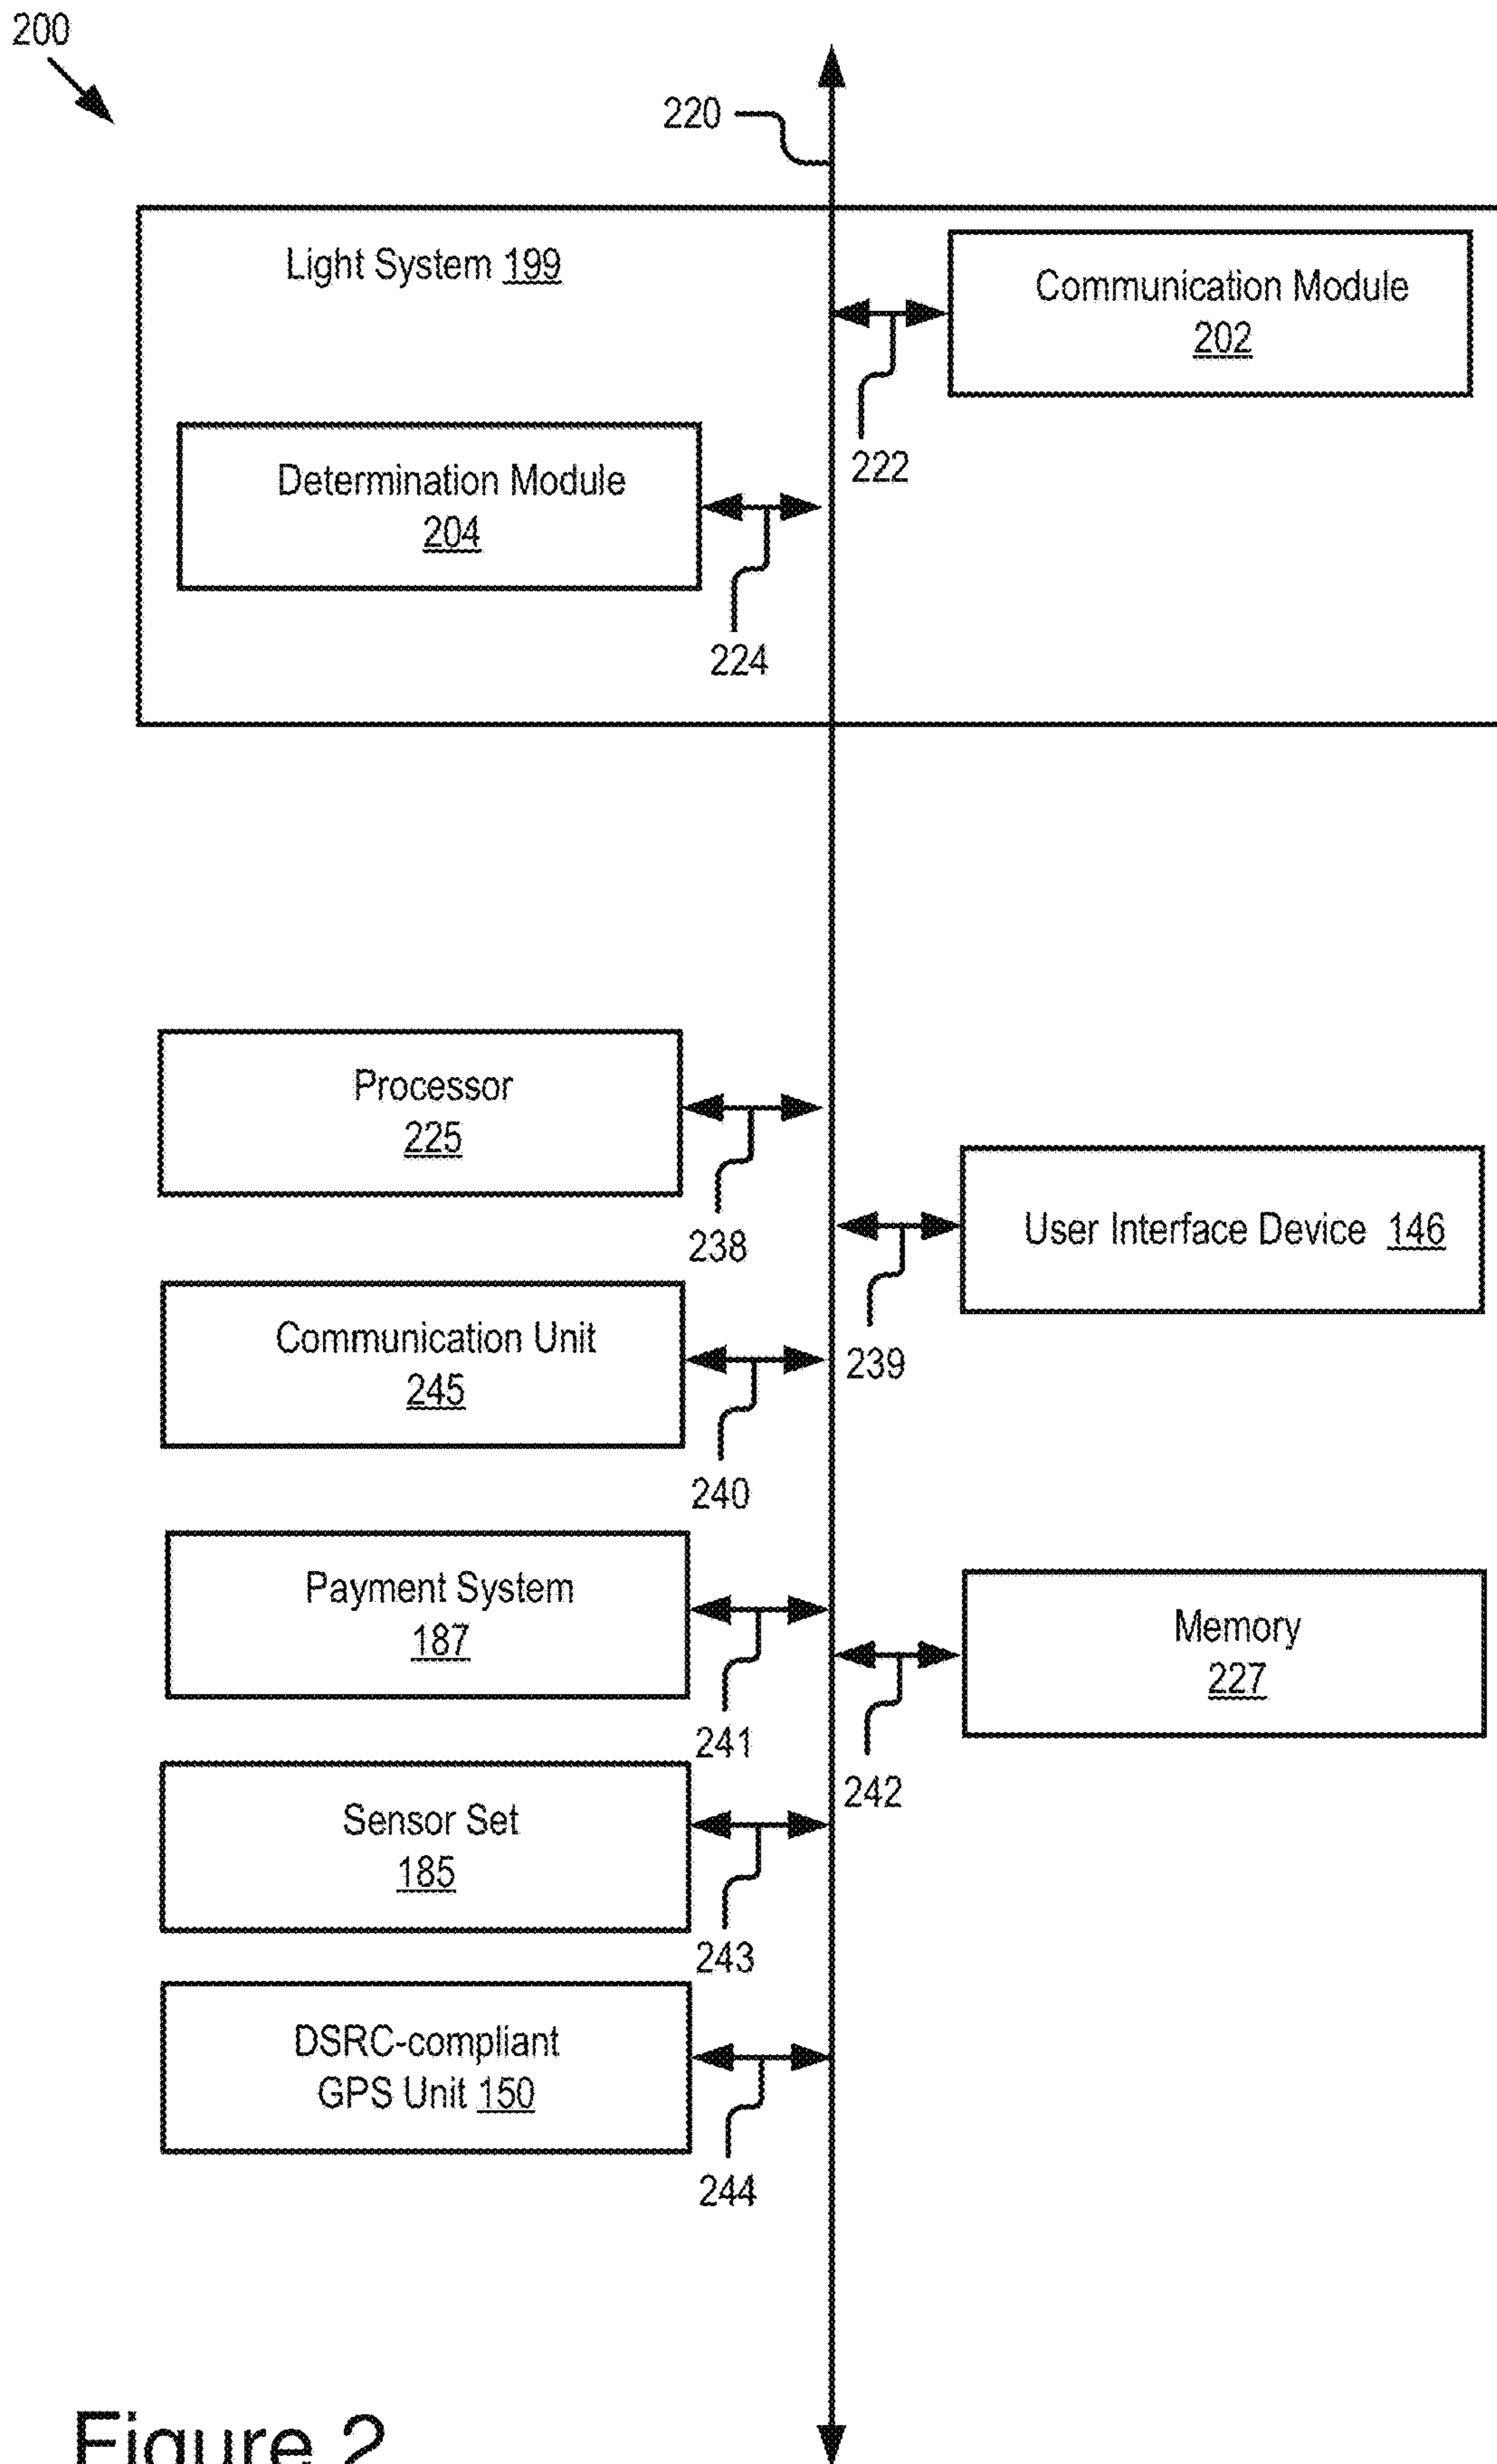 200
220
Light System 199
Communication Module
202
222
Determination Module
204
224
Processor
225
238
User Interface Device 146
239
Communication Unit
245
240
Payment System
187
241
Memory
227
242
Sensor Set
185
243
DSRC-compliant
GPS Unit 150
244
Figure 2